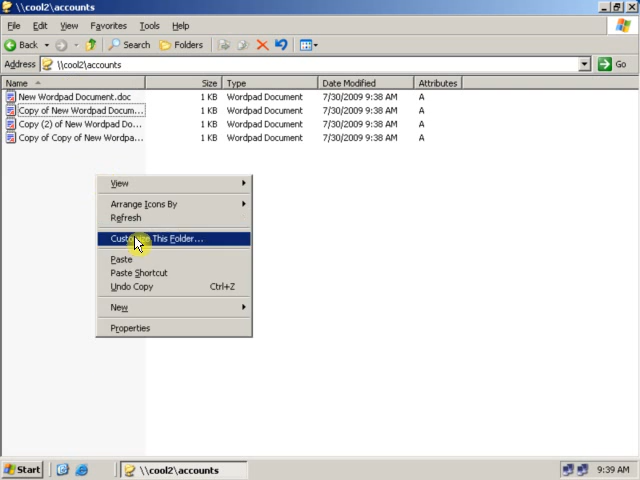 \\cool2\accounts
File Edit View Favorites Tools Help
Back Search Folders
Address \\cool2\accounts Go
Name Size Type Date Modified Attributes
New Wordpad Document.doc 1 KB Wordpad Document 7/30/2009 9:38 AM A
Copy of New Wordpad Docum... 1 KB Wordpad Document 7/30/2009 9:38 AM A
Copy (2) of New Wordpad Do... 1 KB Wordpad Document 7/30/2009 9:38 AM A
Copy of Copy of New Wordpa... 1 KB Wordpad Document 7/30/2009 9:38 AM A
View
Arrange Icons By
Refresh
This Folder...
Paste
Paste Shortcut
Undo Copy Ctrl+Z
New
Properties
Start \\cool2\accounts 9:39 AM